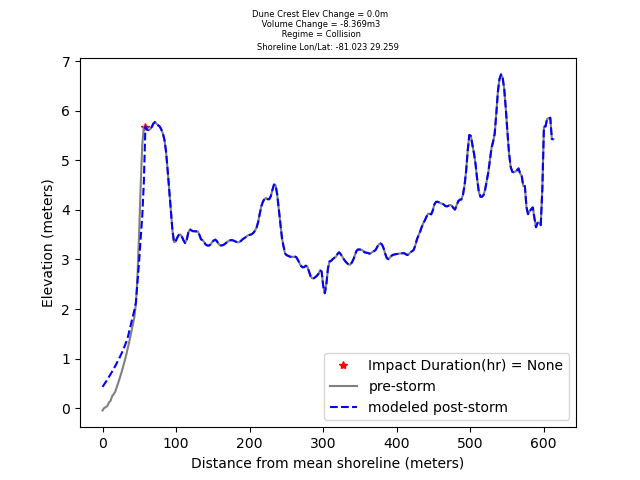 Dune Crest Elev Change = 0.0m
Volume Change = -8.369m3
Regime = Collision
Shoreline Lon/Lat: -81.023 29.259
7
6
5
4
3
2
1
0
Elevation (meters)
Impact Duration(hr) = None
pre-storm
modeled post-storm
0 100 200 300 400 500 600
Distance from mean shoreline (meters)